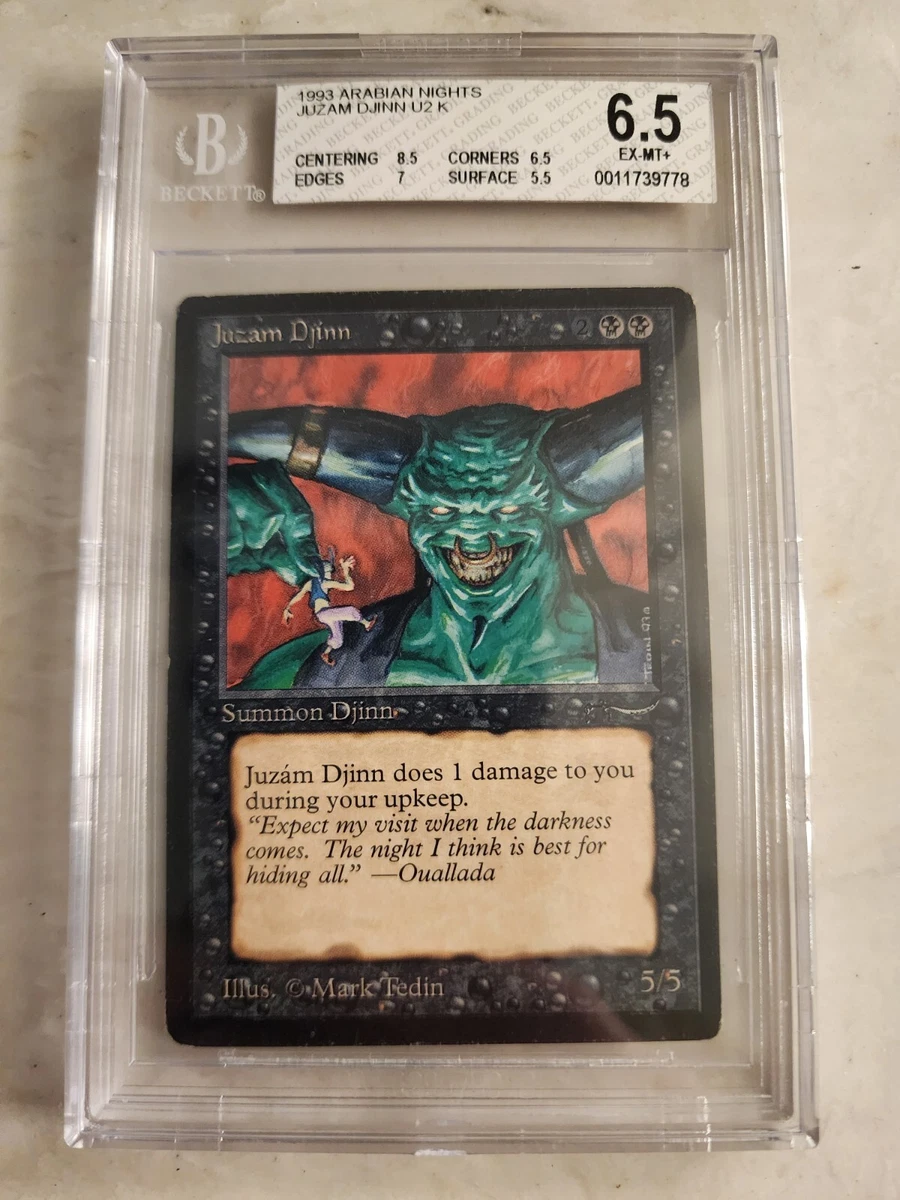 1993 ARABIAN NIGHTS
JUZAM DJINN U2 K
6.5
EX-MT+
CENTERING 8.5 CORNERS 6.5
EDGES 7 SURFACE 5.5
0011739778
B
BECKETT®
Juzám Djinn 2
Summon Djinn
Juzám Djinn does 1 damage to you
during your upkeep.
“Expect my visit when the darkness
comes. The night I think is best for
hiding all.” —Ouallada
Illus. © Mark Tedin
5/5